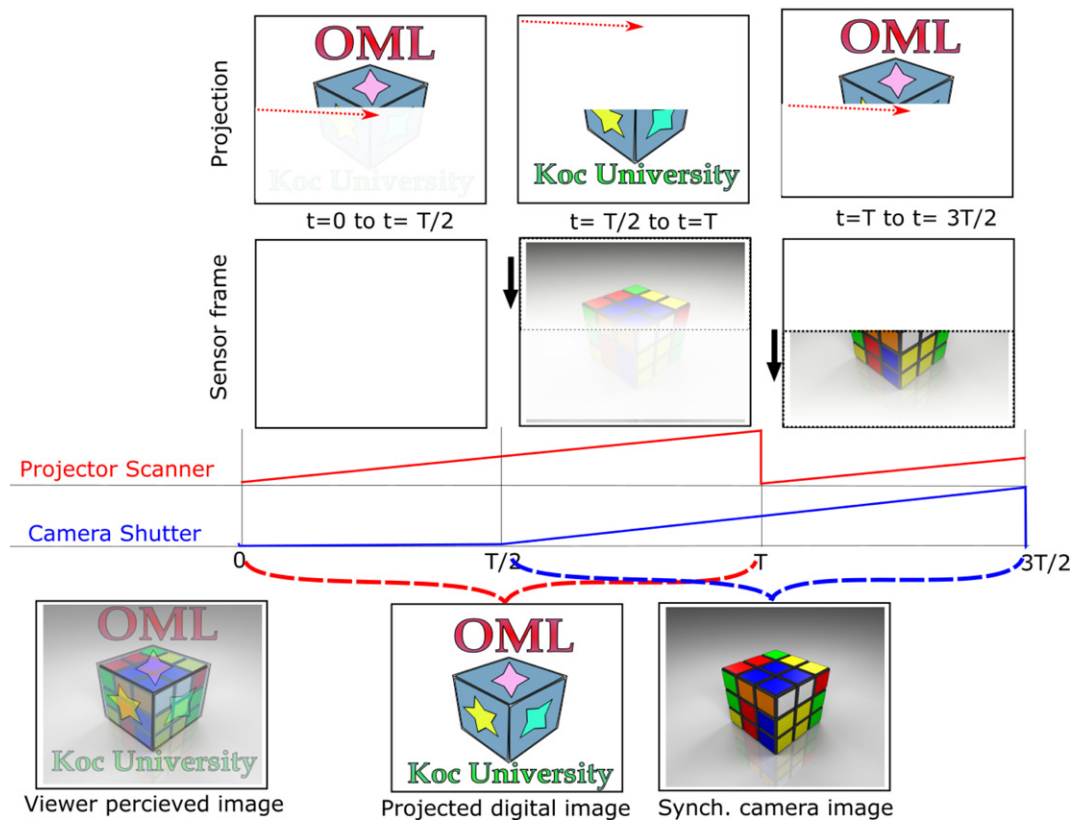 Projection
OML
OML
Koc University
Koc University
t=0 to t= T/2
t= T/2 to t=T
t=T to t= 3T/2
Sensor frame
Projector Scanner
Camera Shutter
0
T/2
T
3T/2
OML
Koc University
OML
Koc University
Viewer percieved image
Projected digital image
Synch. camera image